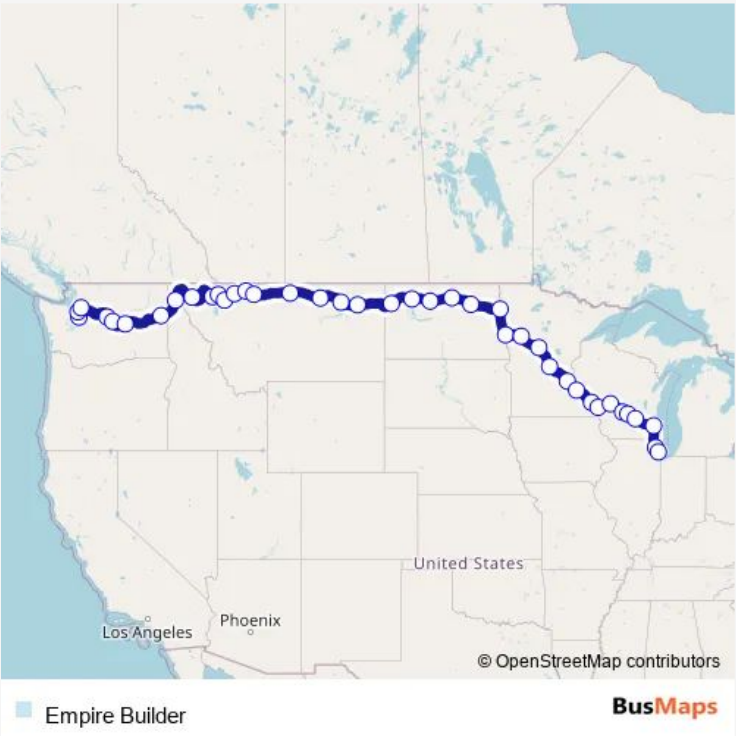 United States
Phoenix
Los Angeles
© OpenStreetMap contributors
Empire Builder
BusMaps